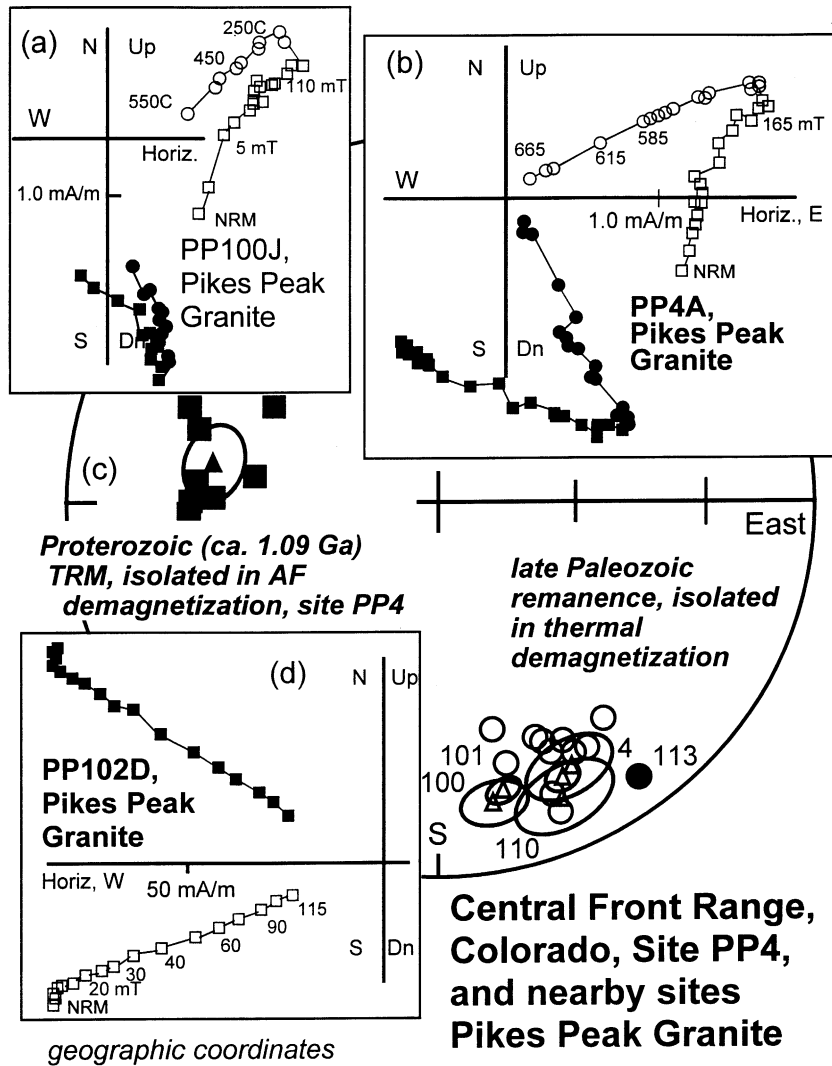 (a)
N
Up
250C
450
550C
110 mT
W
Horiz.
5 mT
1.0 mA/m
NRM
PP100J,
Pikes Peak
Granite
S
Dn
(b)
N
Up
665
615
585
165 mT
W
1.0 mA/m
Horiz., E
NRM
PP4A,
Pikes Peak
Granite
S
Dn
(c)
East
Proterozoic (ca. 1.09 Ga)
TRM, isolated in AF
demagnetization, site PP4
late Paleozoic
remanence, isolated
in thermal
demagnetization
101
100
4
113
110
S
(d)
N
Up
PP102D,
Pikes Peak
Granite
Horiz, W
50 mA/m
115
90
60
40
30
20 mT
NRM
S
Dn
geographic coordinates
Central Front Range,
Colorado, Site PP4,
and nearby sites
Pikes Peak Granite